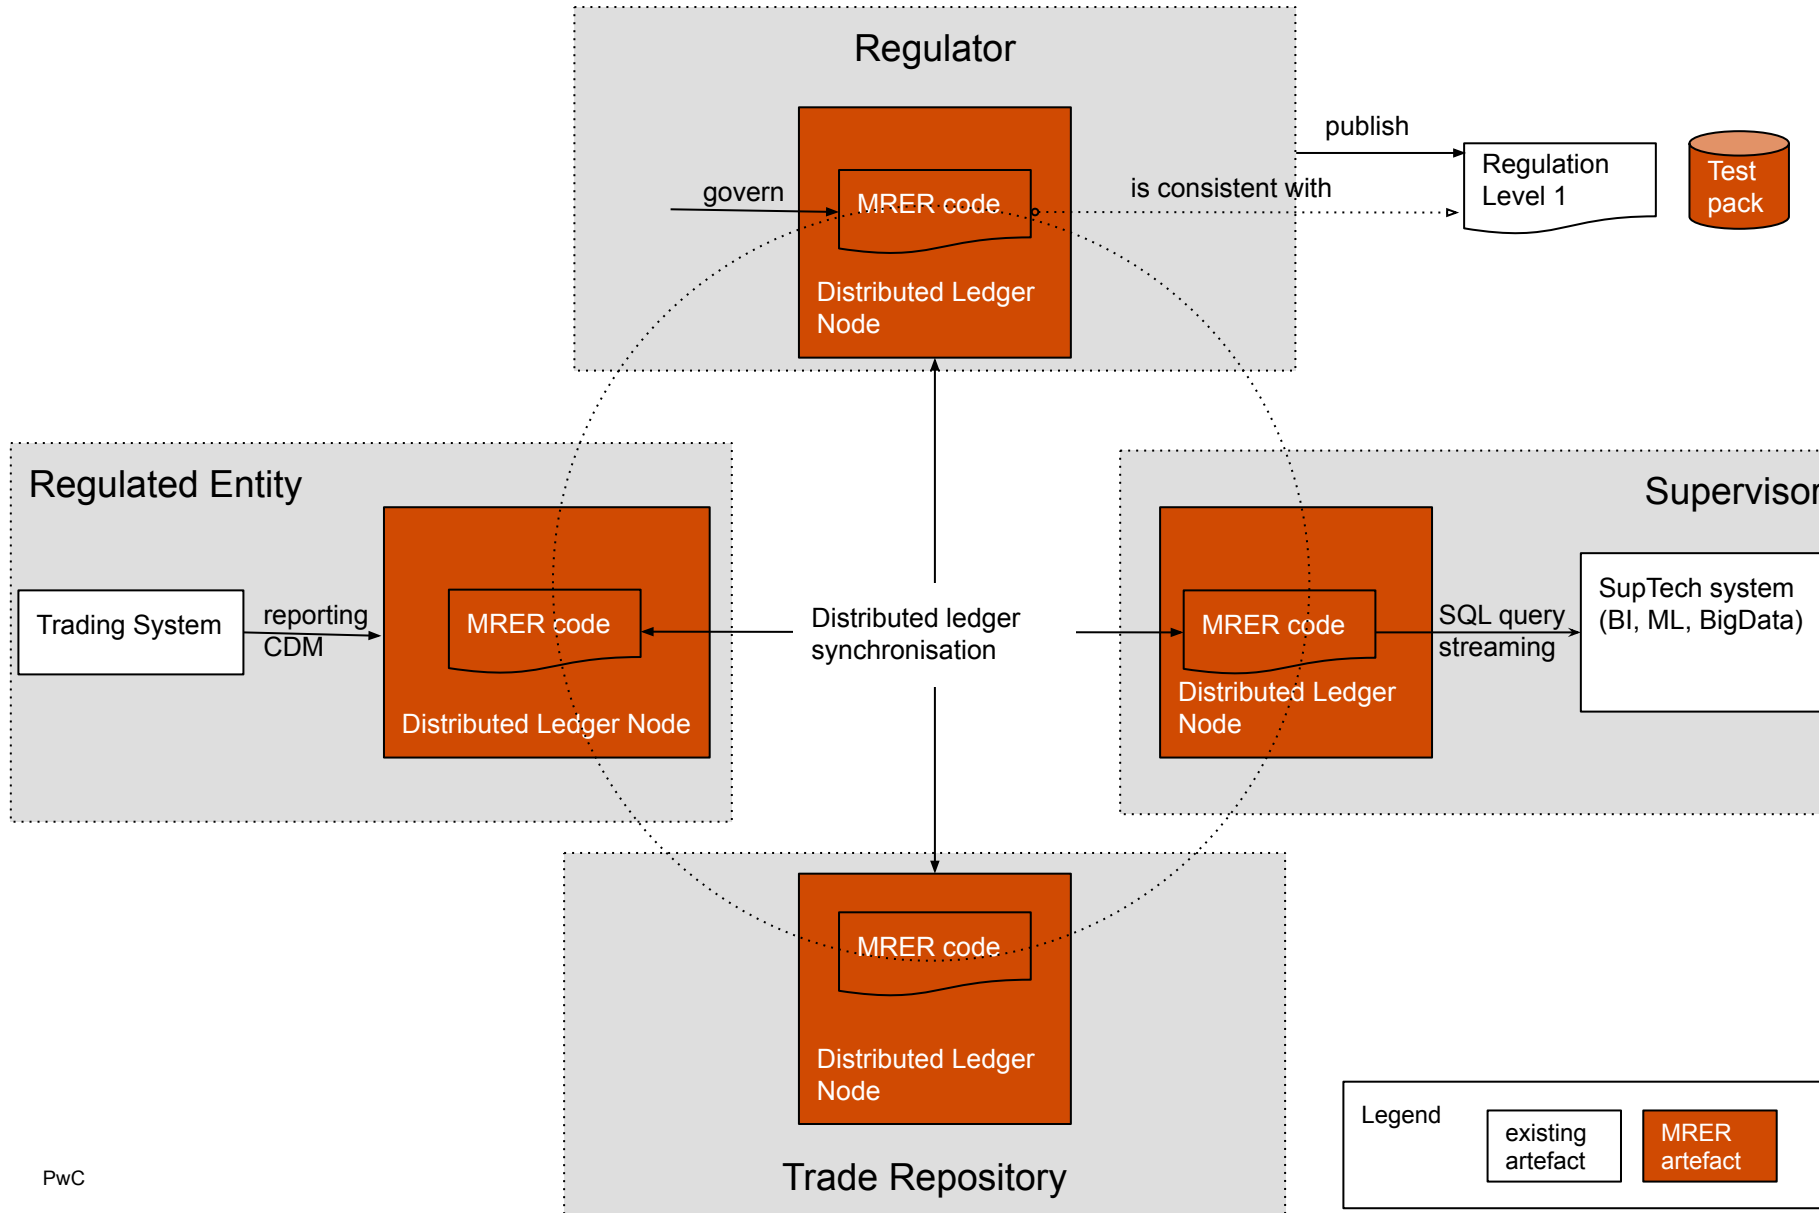 Regulator
publish
Regulation
Level 1
Test
pack
govern
MRER code
is consistent with
Distributed Ledger
Node
Regulated Entity
Supervisor
Trading System
reporting
CDM
MRER code
Distributed Ledger Node
Distributed ledger
synchronisation
MRER code
Distributed Ledger
Node
SQL query
streaming
SupTech system
(BI, ML, BigData)
MRER code
Distributed Ledger
Node
Trade Repository
Legend
existing
artefact
MRER
artefact
PwC